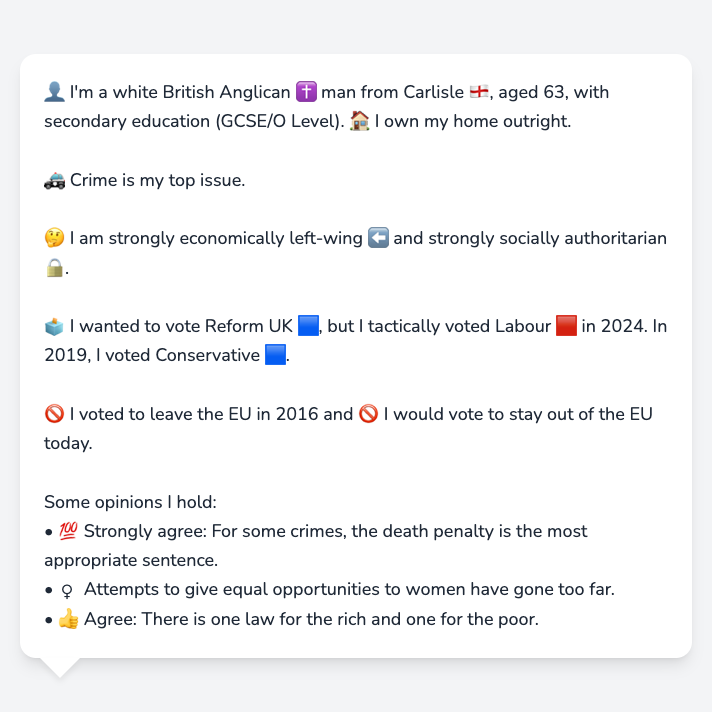 👤 I'm a white British Anglican ✝️ man from Carlisle 🏴󠁧󠁢󠁥󠁮󠁧󠁿, aged 63, with
secondary education (GCSE/O Level). 🏠 I own my home outright.
🚓 Crime is my top issue.
🤔 I am strongly economically left-wing ⬅️ and strongly socially authoritarian
🔒.
🗳️ I wanted to vote Reform UK 🟦, but I tactically voted Labour 🟥 in 2024. In
2019, I voted Conservative 🟦.
🚫 I voted to leave the EU in 2016 and 🚫 I would vote to stay out of the EU
today.
Some opinions I hold:
• 💯 Strongly agree: For some crimes, the death penalty is the most
appropriate sentence.
• ♀ Attempts to give equal opportunities to women have gone too far.
• 👍 Agree: There is one law for the rich and one for the poor.